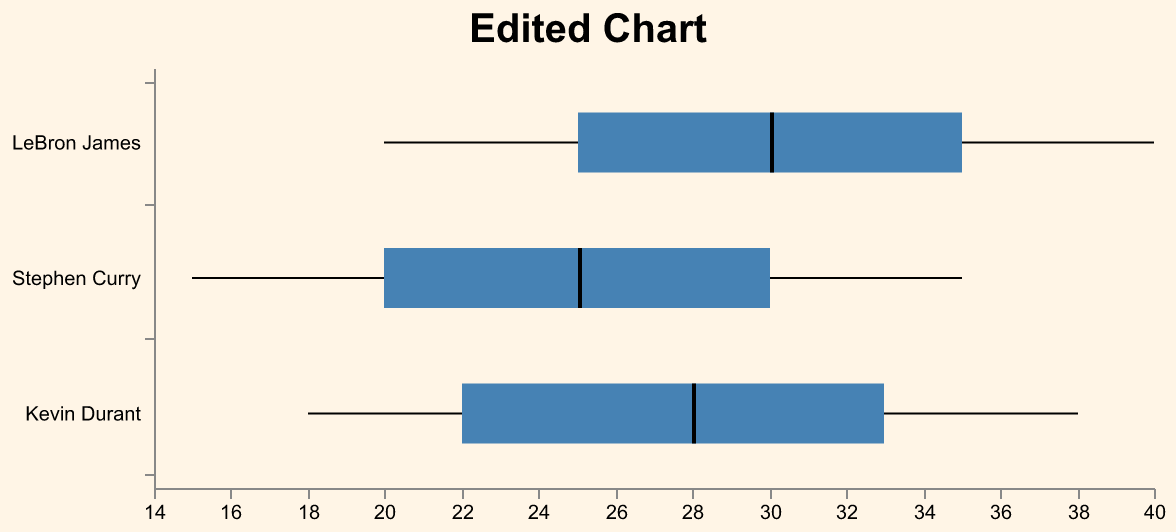 Edited Chart
LeBron James
Stephen Curry
Kevin Durant
14 16 18 20 22 24 26 28 30 32 34 36 38 40